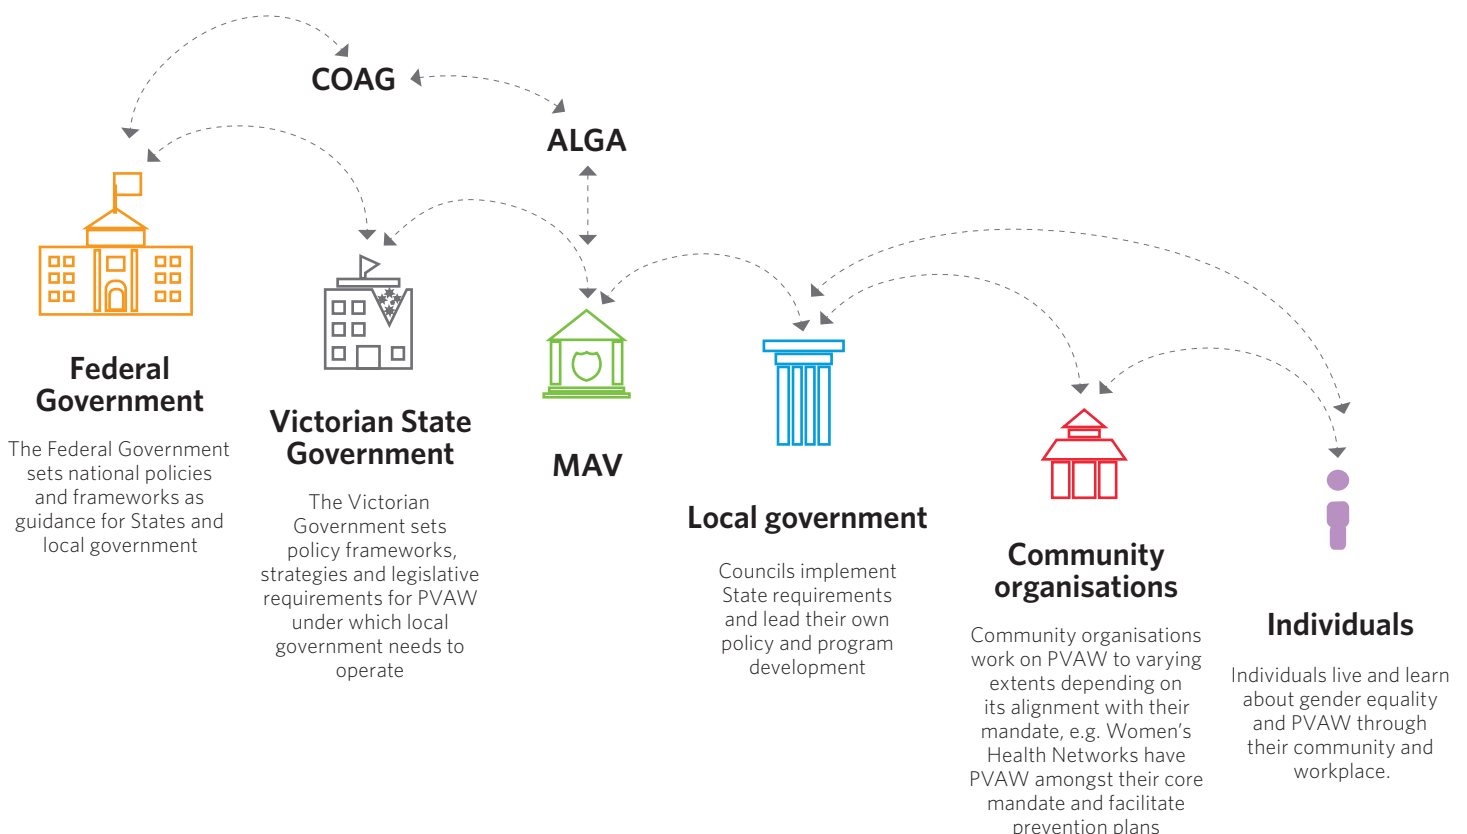 COAG
ALGA
Federal
Government
The Federal Government
sets national policies
and frameworks as
guidance for States and
local government
Victorian State
Government
The Victorian
Government sets
policy frameworks,
strategies and legislative
requirements for PVAW
under which local
government needs to
operate
MAV
Local government
Councils implement
State requirements
and lead their own
policy and program
development
Community
organisations
Community organisations
work on PVAW to varying
extents depending on
its alignment with their
mandate, e.g. Women’s
Health Networks have
PVAW amongst their core
mandate and facilitate
prevention plans
Individuals
Individuals live and learn
about gender equality
and PVAW through
their community and
workplace.